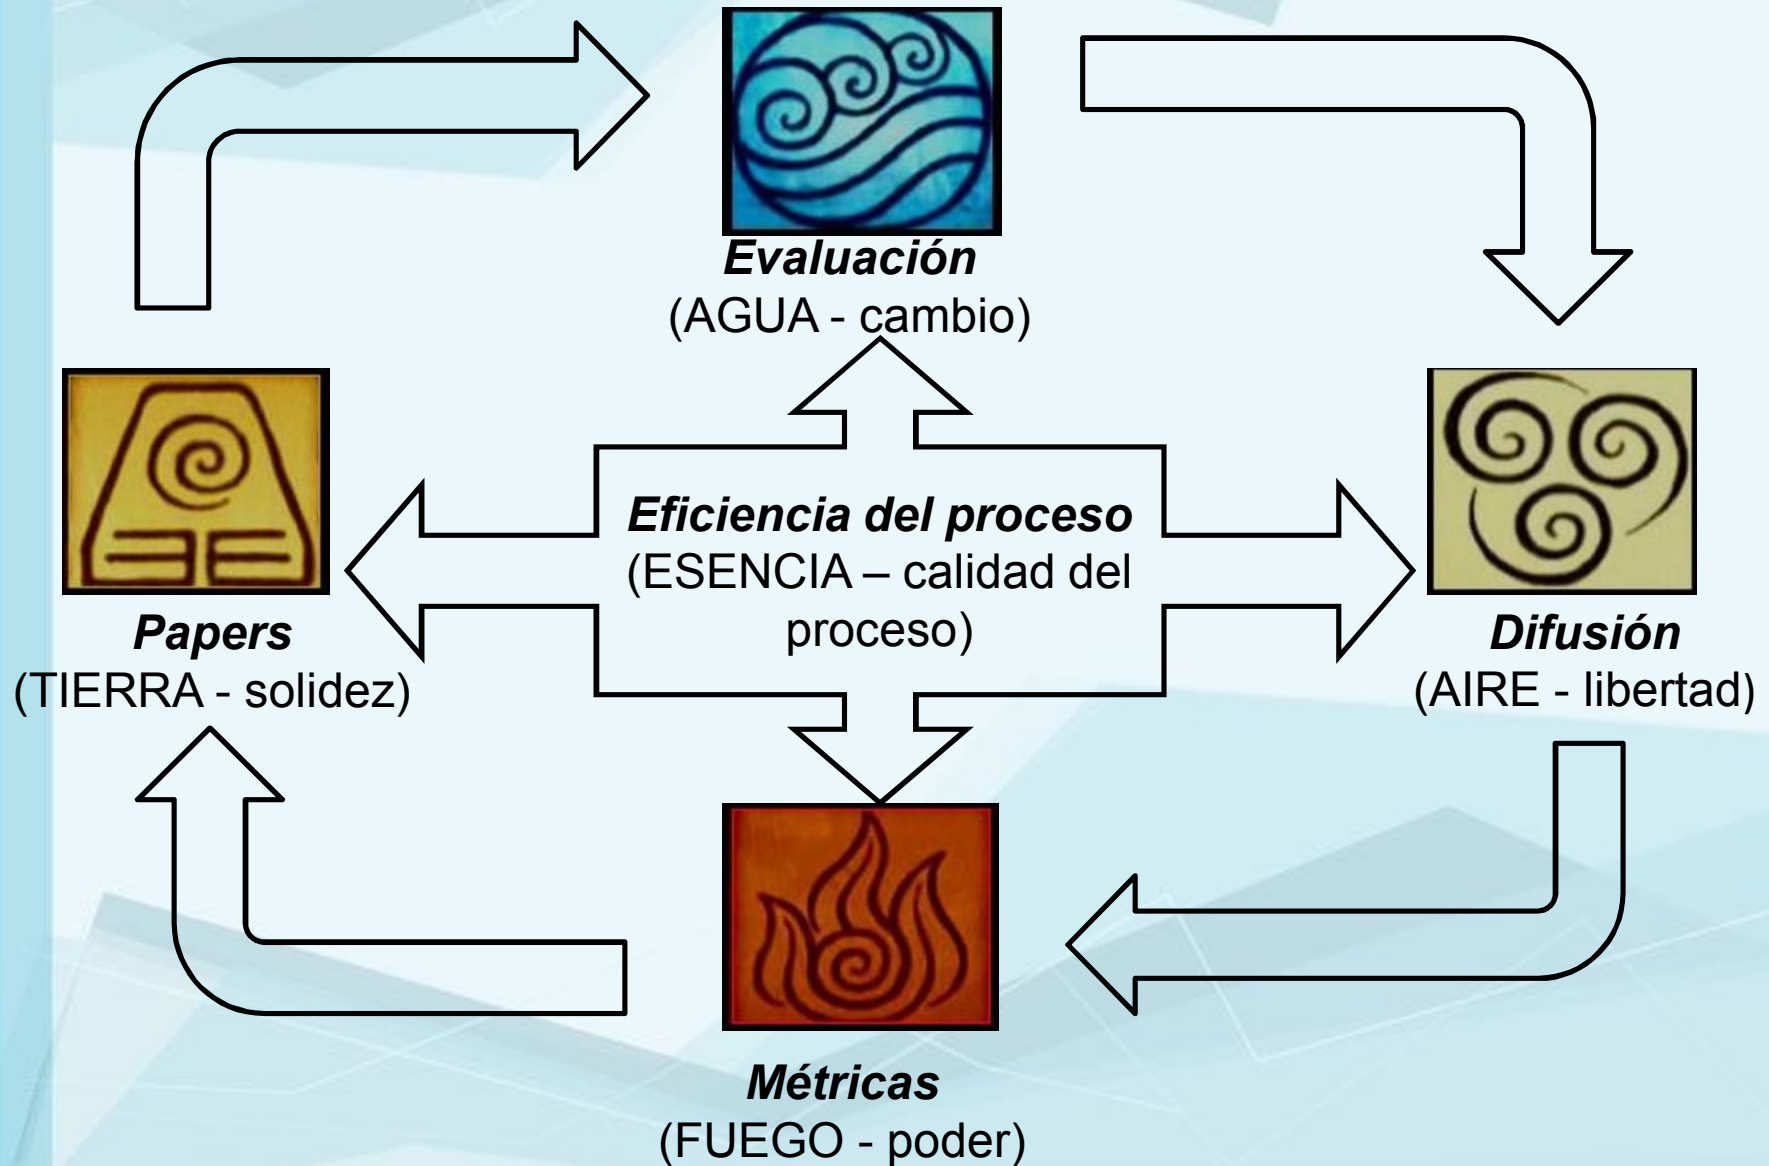 Evaluación
(AGUA - cambio)
Eficiencia del proceso
(ESENCIA – calidad del
proceso)
Papers
(TIERRA - solidez)
Difusión
(AIRE - libertad)
Métricas
(FUEGO - poder)